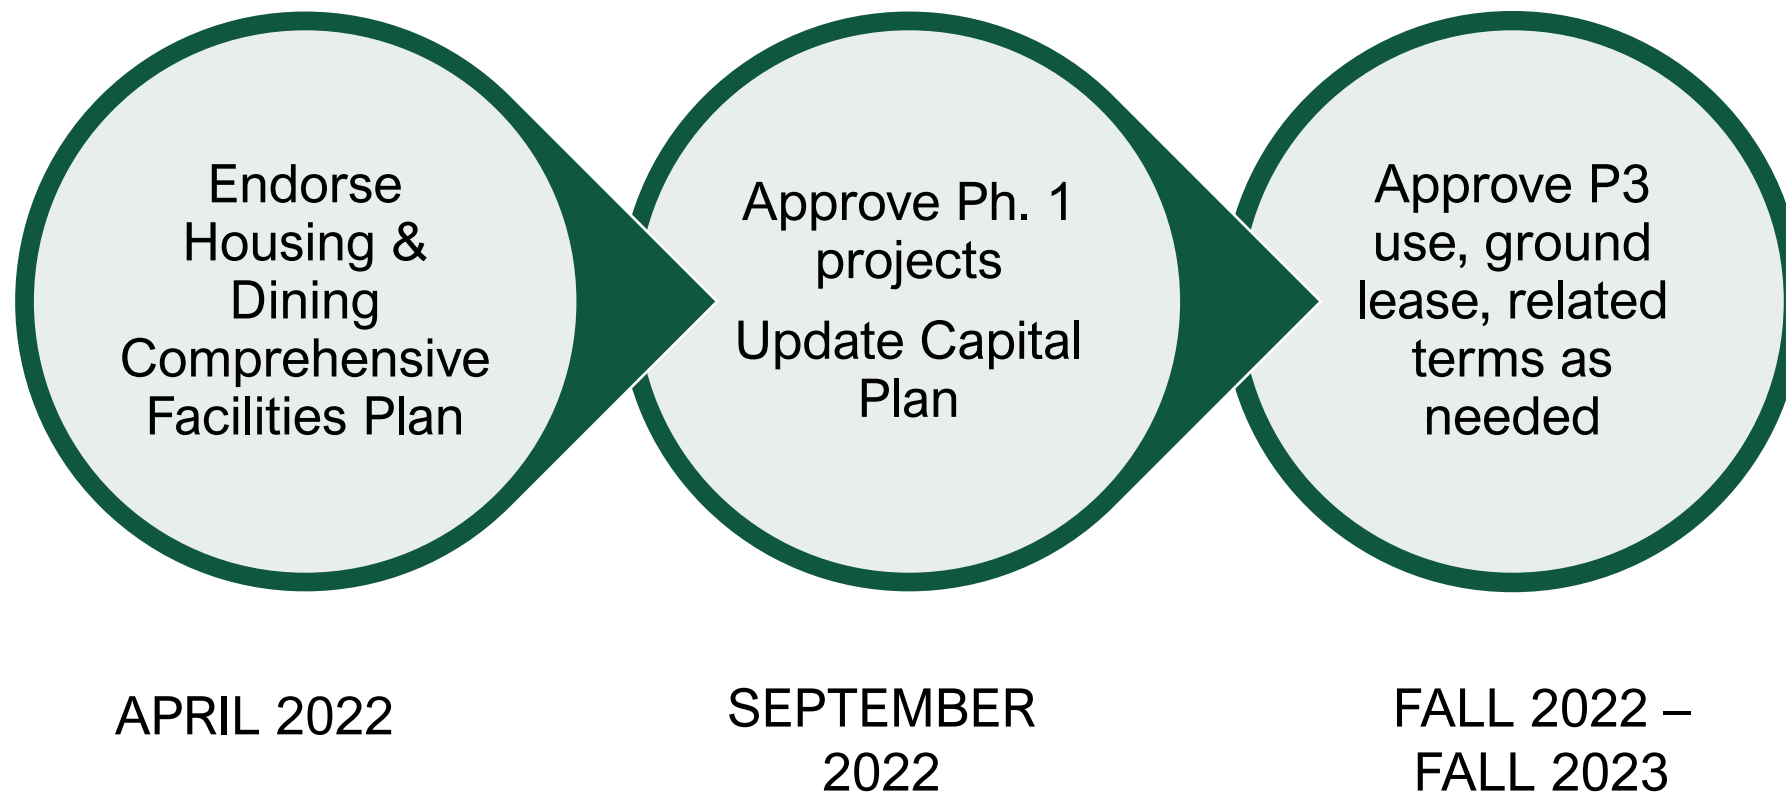 Endorse
Housing &
Dining
Comprehensive
Facilities Plan
Approve Ph. 1
projects
Update Capital
Plan
Approve P3
use, ground
lease, related
terms as
needed
APRIL 2022
SEPTEMBER
2022
FALL 2022 –
FALL 2023